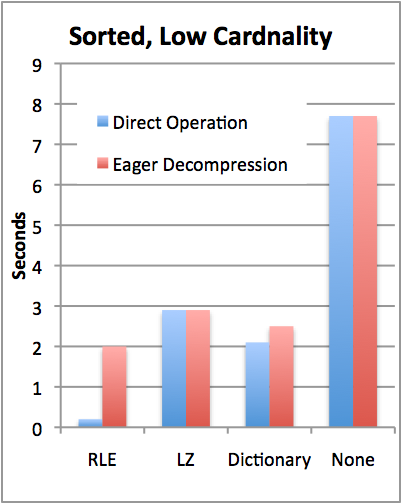 Sorted, Low Cardnality
9
8
7
6
5
4
3
2
1
0
Seconds
Direct Operation
Eager Decompression
RLE LZ Dictionary None